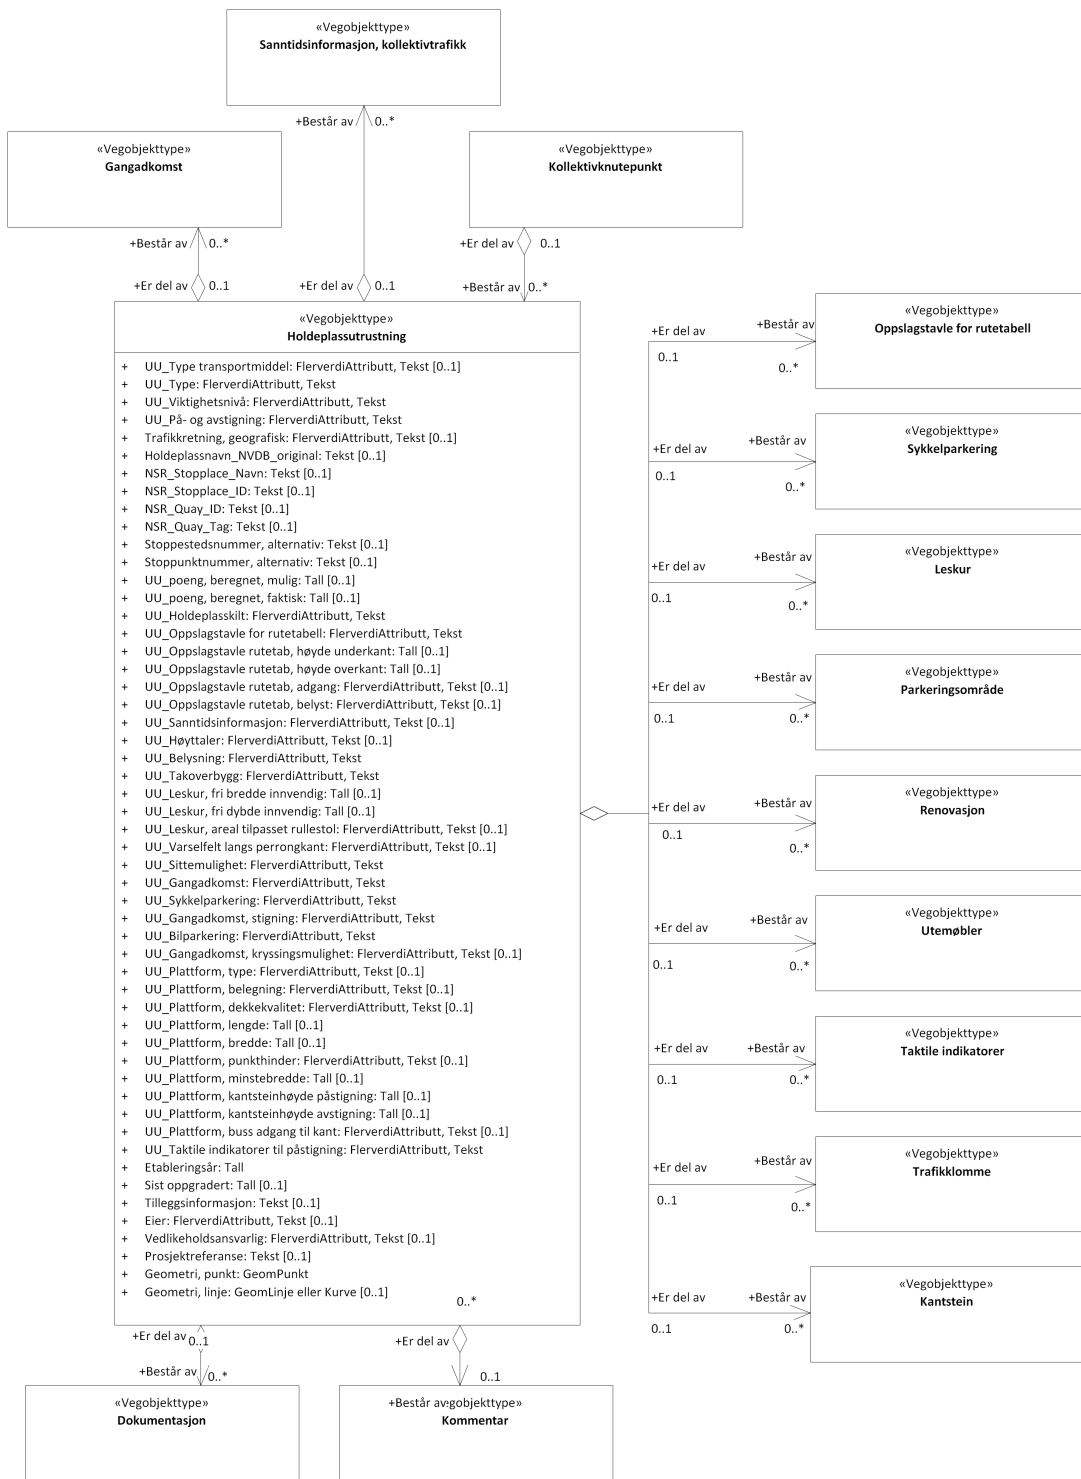 «Vegobjekttype»
Sanntidsinformasjon, kollektivtrafikk
+Består av 0..*
«Vegobjekttype»
Gangadkomst
«Vegobjekttype»
Kollektivknutepunkt
+Består av 0..*
+Er del av 0..1
+Er del av 0..1
+Er del av 0..1
+Består av 0..*
«Vegobjekttype»
Holdeplassutrustning
+ UU_Type transportmiddel: FlerverdiAttributt, Tekst [0..1]
+ UU_Type: FlerverdiAttributt, Tekst
+ UU_Viktighetsnivå: FlerverdiAttributt, Tekst
+ UU_På- og avstigning: FlerverdiAttributt, Tekst
+ Trafikkretning, geografisk: FlerverdiAttributt, Tekst [0..1]
+ Holdeplassnavn_NVDB_original: Tekst [0..1]
+ NSR_Stopplace_Navn: Tekst [0..1]
+ NSR_Stopplace_ID: Tekst [0..1]
+ NSR_Quay_ID: Tekst [0..1]
+ NSR_Quay_Tag: Tekst [0..1]
+ Stoppestedsnummer, alternativ: Tekst [0..1]
+ Stoppunktnummer, alternativ: Tekst [0..1]
+ UU_poeng, beregnet, mulig: Tall [0..1]
+ UU_poeng, beregnet, faktisk: Tall [0..1]
+ UU_Holdeplasskilt: FlerverdiAttributt, Tekst
+ UU_Oppslagstavle for rutetabell: FlerverdiAttributt, Tekst
+ UU_Oppslagstavle rutetab, høyde underkant: Tall [0..1]
+ UU_Oppslagstavle rutetab, høyde overkant: Tall [0..1]
+ UU_Oppslagstavle rutetab, adgang: FlerverdiAttributt, Tekst [0..1]
+ UU_Oppslagstavle rutetab, belyst: FlerverdiAttributt, Tekst [0..1]
+ UU_Sanntidsinformasjon: FlerverdiAttributt, Tekst [0..1]
+ UU_Høyttaler: FlerverdiAttributt, Tekst [0..1]
+ UU_Belysning: FlerverdiAttributt, Tekst
+ UU_Takoverbygg: FlerverdiAttributt, Tekst
+ UU_Leskur, fri bredde innvendig: Tall [0..1]
+ UU_Leskur, fri dybde innvendig: Tall [0..1]
+ UU_Leskur, areal tilpasset rullestol: FlerverdiAttributt, Tekst [0..1]
+ UU_Varselfelt langs perrongkant: FlerverdiAttributt, Tekst [0..1]
+ UU_Sittemulighet: FlerverdiAttributt, Tekst
+ UU_Gangadkomst: FlerverdiAttributt, Tekst
+ UU_Sykkelparkering: FlerverdiAttributt, Tekst
+ UU_Gangadkomst, stigning: FlerverdiAttributt, Tekst
+ UU_Bilparkering: FlerverdiAttributt, Tekst
+ UU_Gangadkomst, kryssingsmulighet: FlerverdiAttributt, Tekst [0..1]
+ UU_Plattform, type: FlerverdiAttributt, Tekst [0..1]
+ UU_Plattform, belegning: FlerverdiAttributt, Tekst [0..1]
+ UU_Plattform, dekkekvalitet: FlerverdiAttributt, Tekst [0..1]
+ UU_Plattform, lengde: Tall [0..1]
+ UU_Plattform, bredde: Tall [0..1]
+ UU_Plattform, punkthinder: FlerverdiAttributt, Tekst [0..1]
+ UU_Plattform, minstebredde: Tall [0..1]
+ UU_Plattform, kantsteinhøyde påstigning: Tall [0..1]
+ UU_Plattform, kantsteinhøyde avstigning: Tall [0..1]
+ UU_Plattform, buss adgang til kant: FlerverdiAttributt, Tekst [0..1]
+ UU_Taktile indikatorer til påstigning: FlerverdiAttributt, Tekst
+ Etableringsår: Tall
+ Sist oppgradert: Tall [0..1]
+ Tilleggsinformasjon: Tekst [0..1]
+ Eier: FlerverdiAttributt, Tekst [0..1]
+ Vedlikeholdsansvarlig: FlerverdiAttributt, Tekst [0..1]
+ Prosjektreferanse: Tekst [0..1]
+ Geometri, punkt: GeomPunkt
+ Geometri, linje: GeomLinje eller Kurve [0..1]
0..*
+Er del av +Består av
0..1 0..*
«Vegobjekttype»
Oppslagstavle for rutetabell
+Er del av +Består av
0..1 0..*
«Vegobjekttype»
Sykkelparkering
+Er del av +Består av
0..1 0..*
«Vegobjekttype»
Leskur
+Er del av +Består av
0..1 0..*
«Vegobjekttype»
Parkeringsområde
+Er del av +Består av
0..1 0..*
«Vegobjekttype»
Renovasjon
+Er del av +Består av
0..1 0..*
«Vegobjekttype»
Utemøbler
+Er del av +Består av
0..1 0..*
«Vegobjekttype»
Taktile indikatorer
+Er del av +Består av
0..1 0..*
«Vegobjekttype»
Trafikklomme
+Er del av +Består av
0..1 0..*
«Vegobjekttype»
Kantstein
+Er del av 0..1
+Består av 0..*
«Vegobjekttype»
Dokumentasjon
+Er del av
0..1
+Består av gobjekttype»
Kommentar